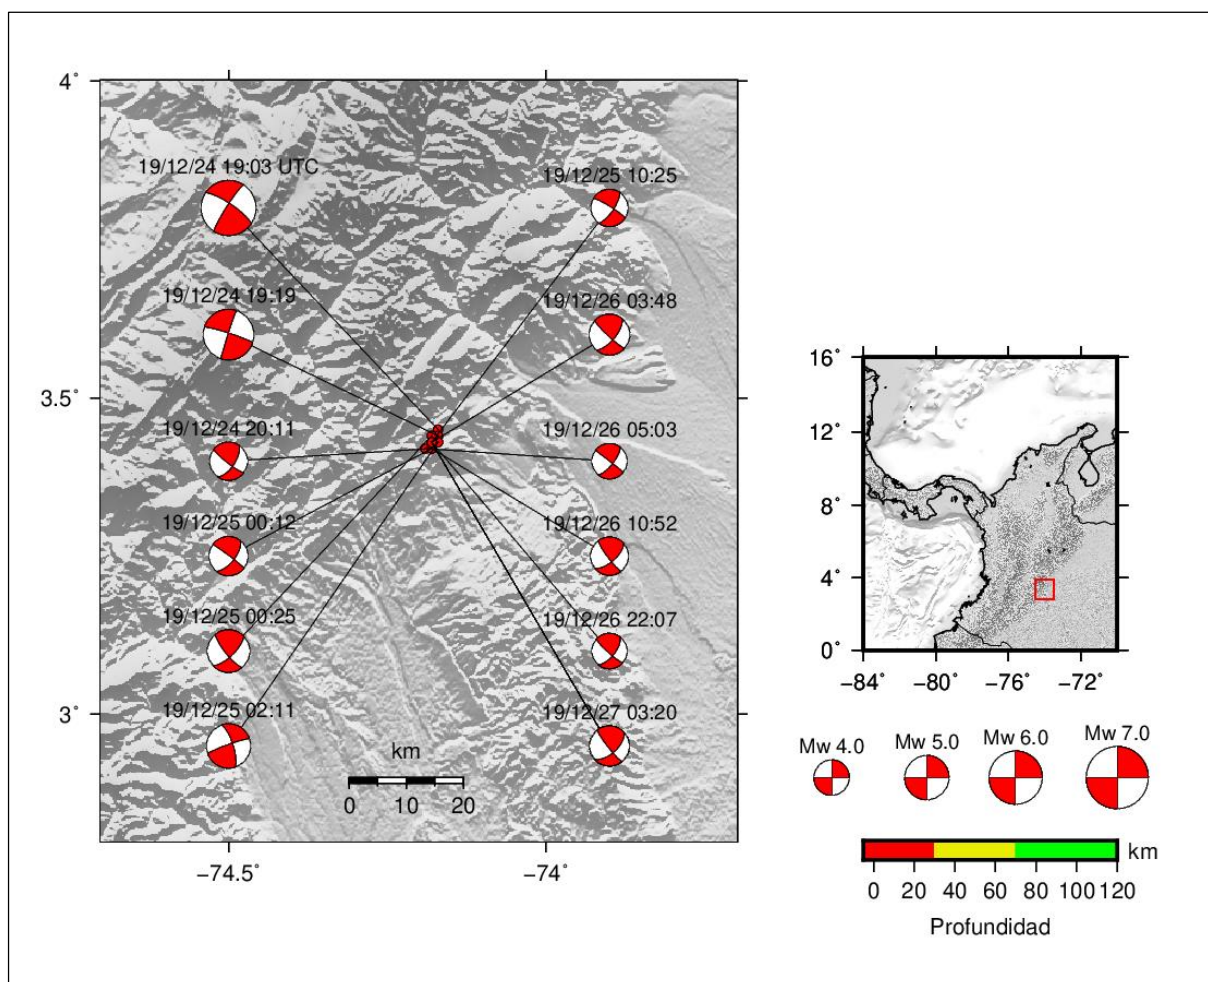 4°
3.5°
3°
−74.5°
−74°
19/12/24 19:03 UTC
19/12/24 19:19
19/12/24 20:11
19/12/25 00:12
19/12/25 00:25
19/12/25 02:11
19/12/25 10:25
19/12/26 03:48
19/12/26 05:03
19/12/26 10:52
19/12/26 22:07
19/12/27 03:20
km
0 10 20
16°
12°
8°
4°
0°
−84° −80° −76° −72°
Mw 4.0 Mw 5.0 Mw 6.0 Mw 7.0
km
0 20 40 60 80 100 120
Profundidad